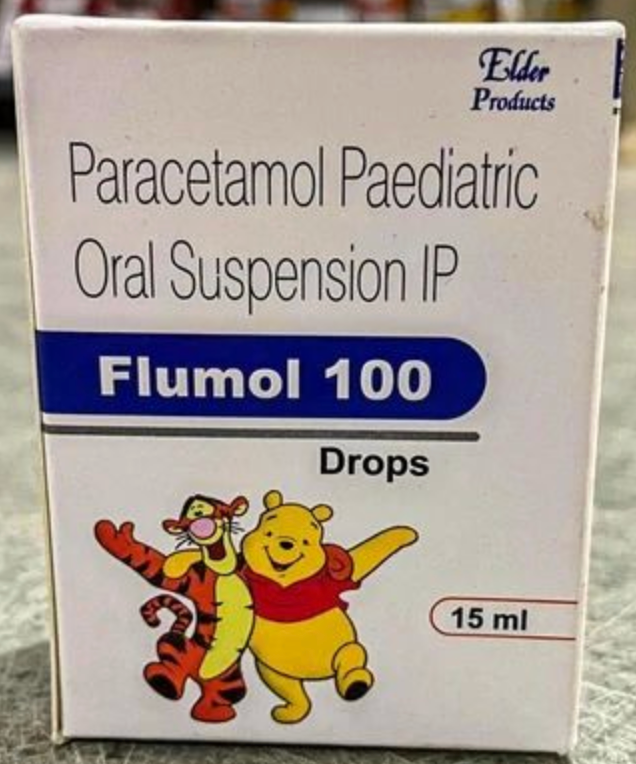 Elder
Products
Paracetamol Paediatric
Oral Suspension IP
Flumol 100
Drops
15 ml